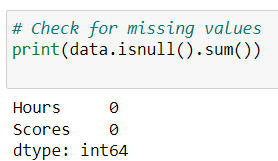 # Check for missing values
print(data.isnull().sum())
Hours     0
Scores    0
dtype: int64